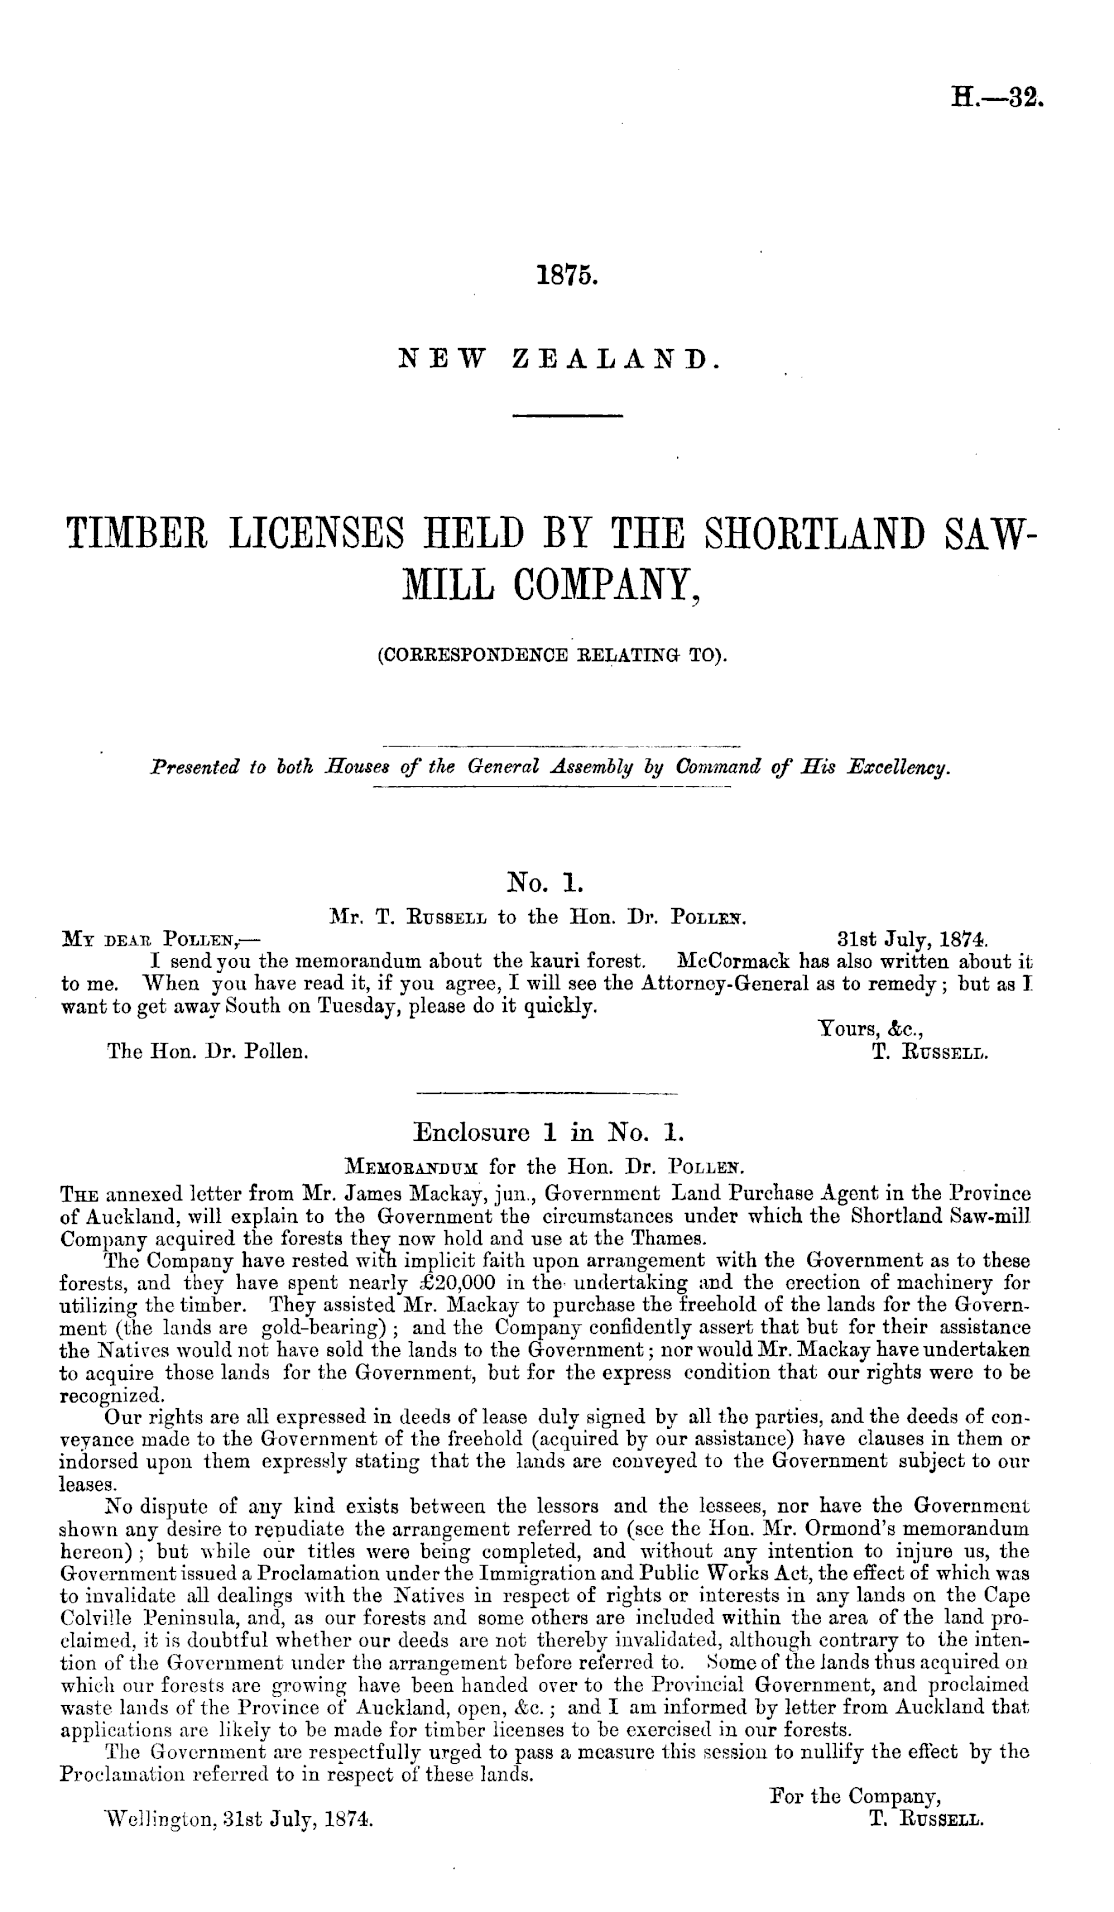 H.—32.
1875.
NEW ZEALAND.
TIMBER LICENSES HELD BY THE SHORTLAND SAW-
MILL COMPANY,
(CORRESPONDENCE RELATING TO).
Presented to both Houses of the General Assembly by Command of His Excellency.
No. 1.
Mr. T. RUSSELL to the Hon. Dr. POLLEN.
MY DEAR POLLEN,— 31st July, 1874.
I send you the memorandum about the kauri forest. McCormack has also written about it
to me. When you have read it, if you agree, I will see the Attorney-General as to remedy; but as I
want to get away South on Tuesday, please do it quickly.
Yours, &c.,
The Hon. Dr. Pollen. T. RUSSELL.
Enclosure 1 in No. 1.
MEMORANDUM for the Hon. Dr. POLLEN.
THE annexed letter from Mr. James Mackay, jun., Government Land Purchase Agent in the Province
of Auckland, will explain to the Government the circumstances under which the Shortland Saw-mill
Company acquired the forests they now hold and use at the Thames.
The Company have rested with implicit faith upon arrangement with the Government as to these
forests, and they have spent nearly £20,000 in the undertaking and the erection of machinery for
utilizing the timber. They assisted Mr. Mackay to purchase the freehold of the lands for the Govern-
ment (the lands are gold-bearing); and the Company confidently assert that but for their assistance
the Natives would not have sold the lands to the Government; nor would Mr. Mackay have undertaken
to acquire those lands for the Government, but for the express condition that our rights were to be
recognized.
Our rights are all expressed in deeds of lease duly signed by all the parties, and the deeds of con-
veyance made to the Government of the freehold (acquired by our assistance) have clauses in them or
indorsed upon them expressly stating that the lands are conveyed to the Government subject to our
leases.
No dispute of any kind exists between the lessors and the lessees, nor have the Government
shown any desire to repudiate the arrangement referred to (see the Hon. Mr. Ormond's memorandum
hereon); but while our titles were being completed, and without any intention to injure us, the
Government issued a Proclamation under the Immigration and Public Works Act, the effect of which was
to invalidate all dealings with the Natives in respect of rights or interests in any lands on the Cape
Colville Peninsula, and, as our forests and some others are included within the area of the land pro-
claimed, it is doubtful whether our deeds are not thereby invalidated, although contrary to the inten-
tion of the Government under the arrangement before referred to. Some of the lands thus acquired on
which our forests are growing have been handed over to the Provincial Government, and proclaimed
waste lands of the Province of Auckland, open, &c.; and I am informed by letter from Auckland that
applications are likely to be made for timber licenses to be exercised in our forests.
The Government are respectfully urged to pass a measure this session to nullify the effect by the
Proclamation referred to in respect of these lands.
For the Company,
Wellington, 31st July, 1874. T. RUSSELL.